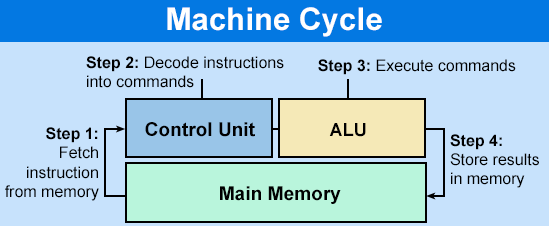 Machine Cycle
Step 2: Decode instructions
into commands
Step 3: Execute commands
Step 1:
Fetch
instruction
from memory
Control Unit
ALU
Step 4:
Store results
in memory
Main Memory